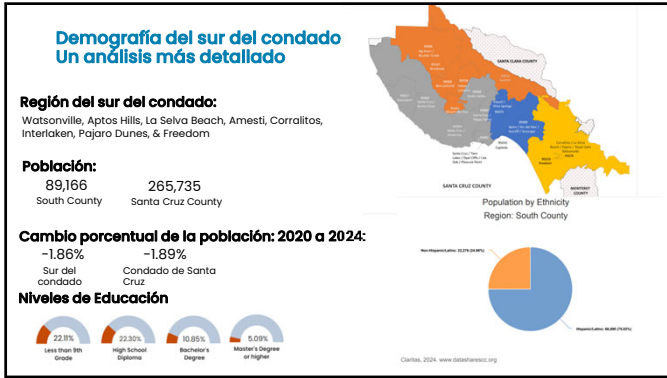 Demografía del sur del condado
Un análisis más detallado
Región del sur del condado:
Watsonville, Aptos Hills, La Selva Beach, Amesti, Corralitos,
Interlaken, Pajaro Dunes, & Freedom
Población:
89,166
South County
265,735
Santa Cruz County
Cambio porcentual de la población: 2020 a 2024:
-1.86%
Sur del
condado
-1.89%
Condado de Santa
Cruz
Niveles de Educación
22.11%
Less than 9th
Grade
22.30%
High School
Diploma
10.85%
Bachelor's
Degree
5.09%
Master's Degree
or higher
SANTA CLARA COUNTY
SANTA CRUZ COUNTY
MONTEREY
COUNTY
Population by Ethnicity
Region: South County
Claritas, 2024. www.datasharescc.org